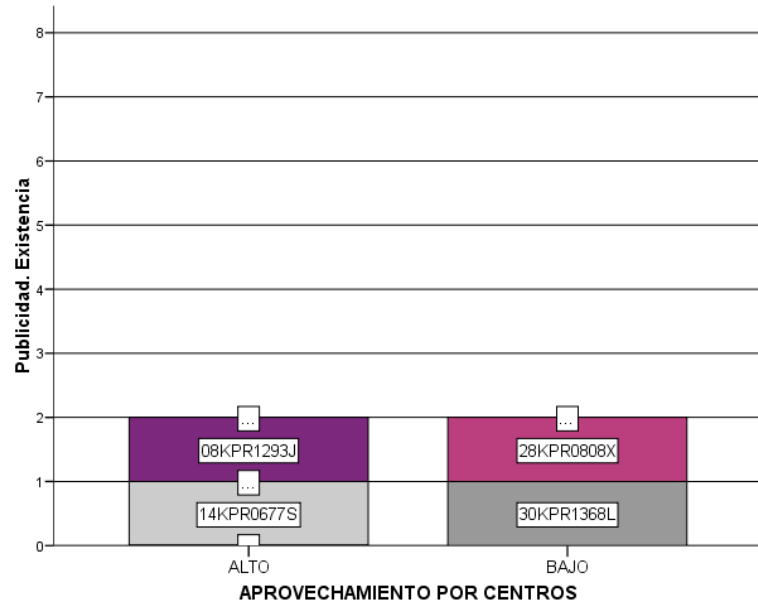 Publicidad. Existencia
8
7
6
5
4
3
2
1
0
...
...
08KPR1293J
28KPR0808X
...
14KPR0677S
30KPR1368L
ALTO
BAJO
APROVECHAMIENTO POR CENTROS